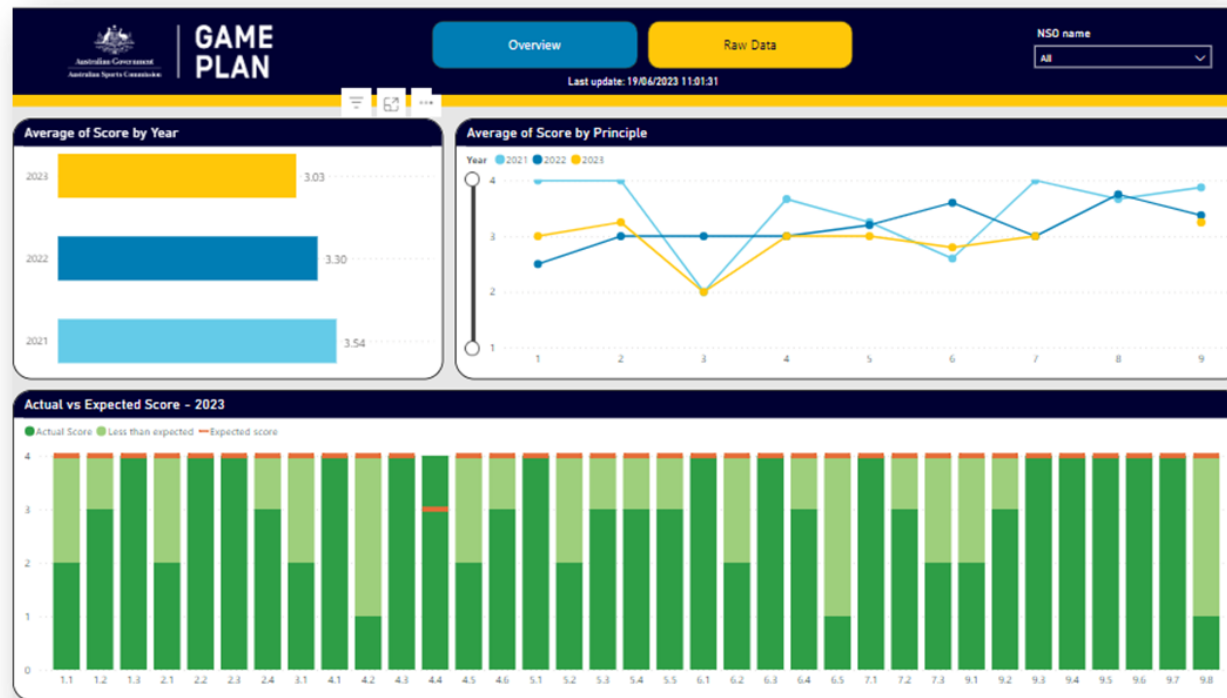 Australian Government
Australian Sports Commission
GAME
PLAN
Overview
Raw Data
Last update: 19/06/2023 11:01:31
NSO name
All
Average of Score by Year
2023
3.03
2022
3.30
2021
3.54
Average of Score by Principle
Year 2021 2022 2023
4
3
2
1
1 2 3 4 5 6 7 8 9
Actual vs Expected Score - 2023
Actual Score Less than expected Expected score
4
3
2
1
0
1.1 1.2 1.3 2.1 2.2 2.3 2.4 3.1 4.1 4.2 4.3 4.4 4.5 4.6 5.1 5.2 5.3 5.4 5.5 6.1 6.2 6.3 6.4 6.5 7.1 7.2 7.3 9.1 9.2 9.3 9.4 9.5 9.6 9.7 9.8